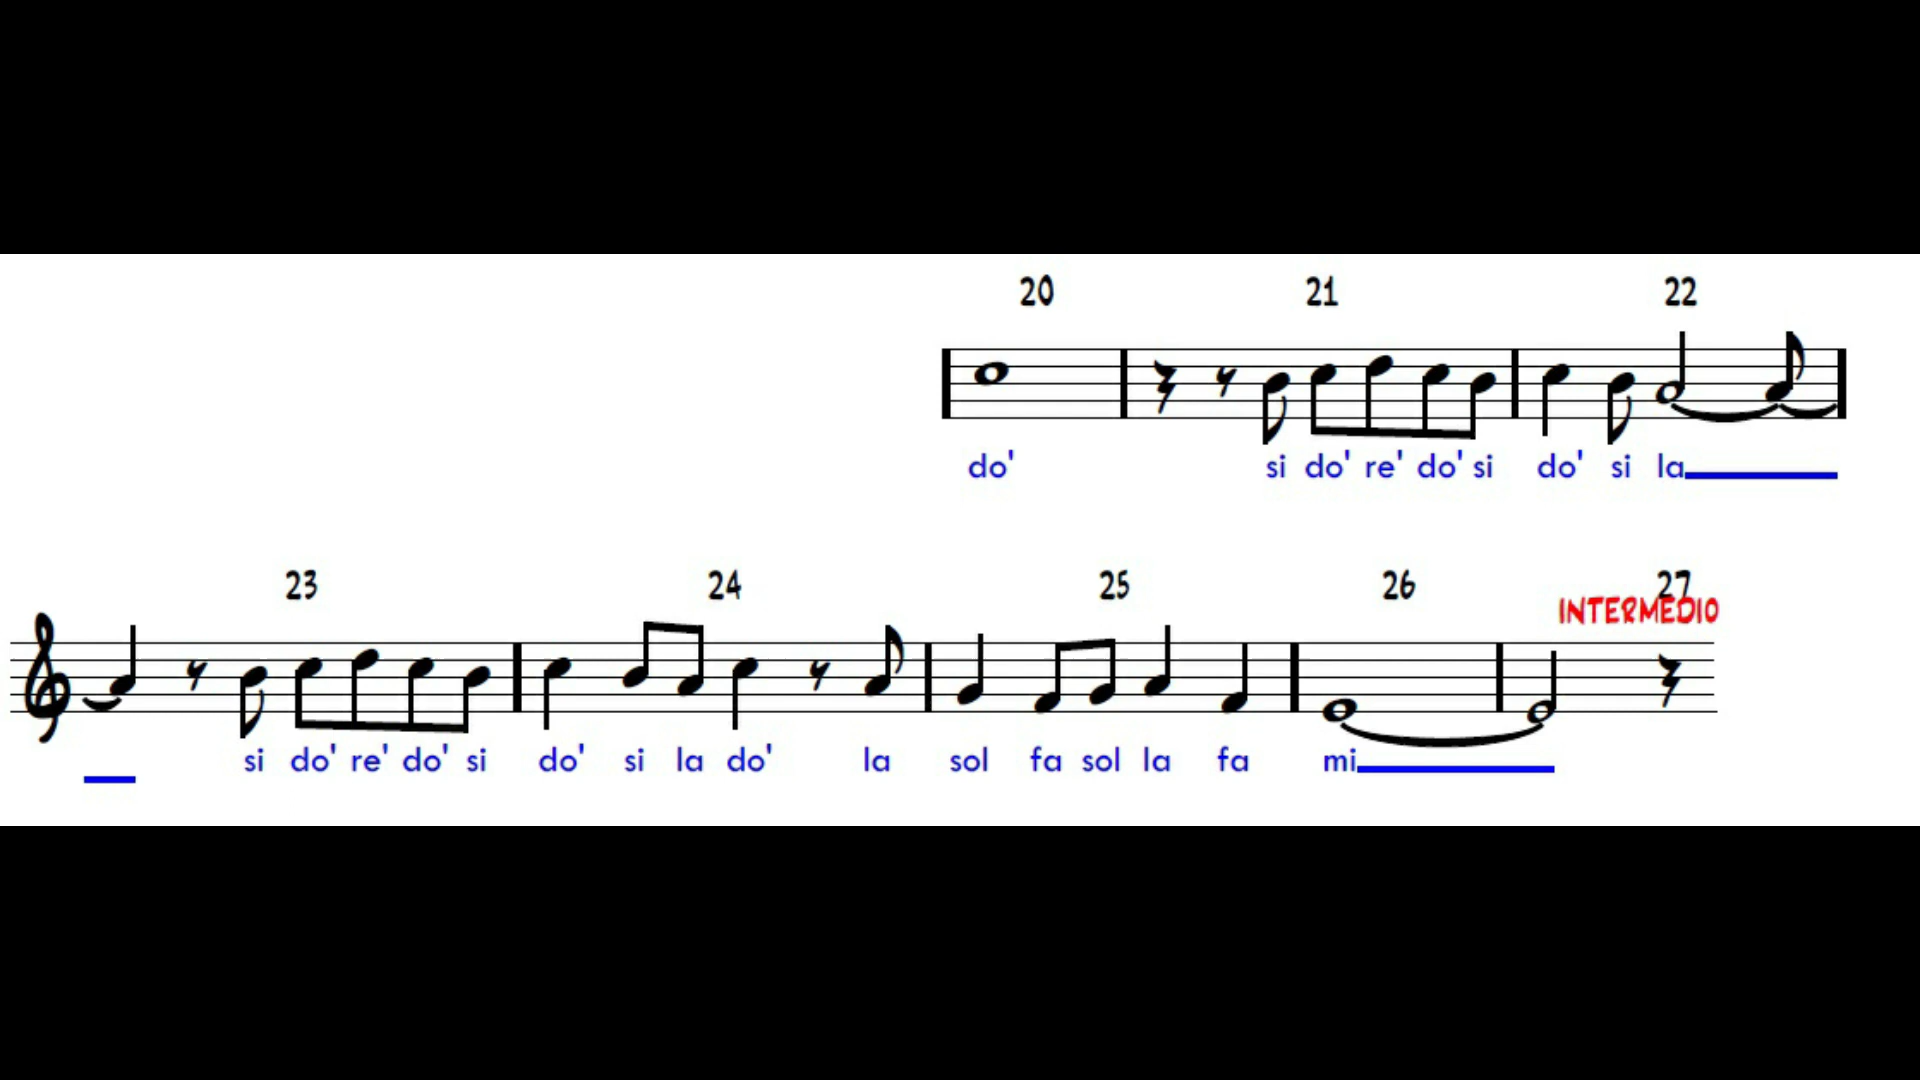 20 21 22
do' si do' re' do' si do' si la
23 24 25 26 27
INTERMEDIO
si do' re' do' si do' si la do' la sol fa sol la fa mi